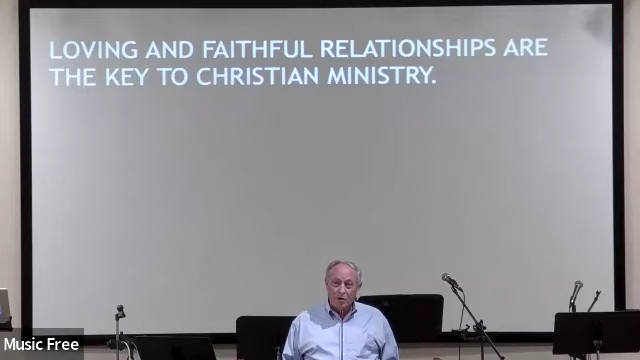 LOVING AND FAITHFUL RELATIONSHIPS ARE
THE KEY TO CHRISTIAN MINISTRY.
Music Free